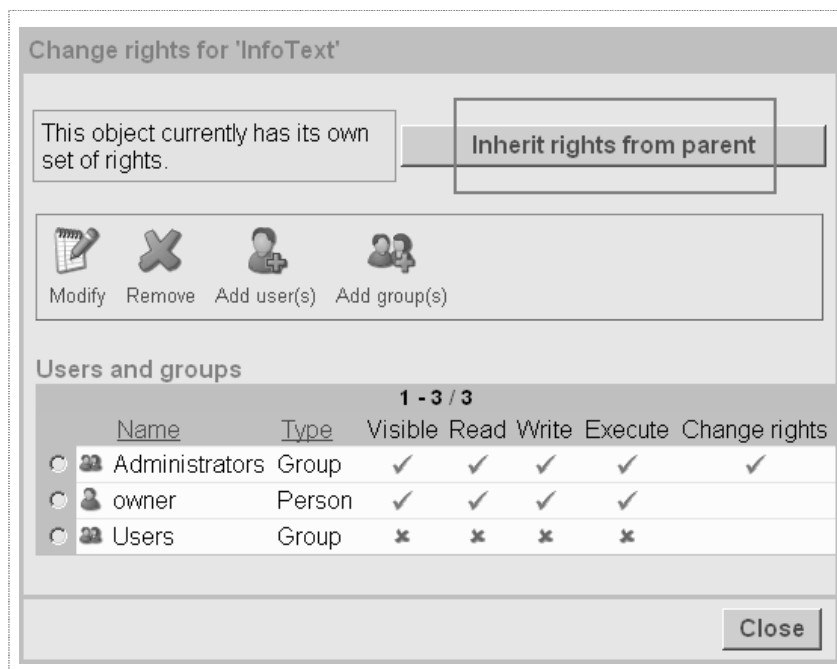 Change rights for 'InfoText'
This object currently has its own
set of rights.
Inherit rights from parent
Modify Remove Add user(s) Add group(s)
Users and groups
1 - 3 / 3
Name Type Visible Read Write Execute Change rights
Administrators Group
owner Person
Users Group
Close